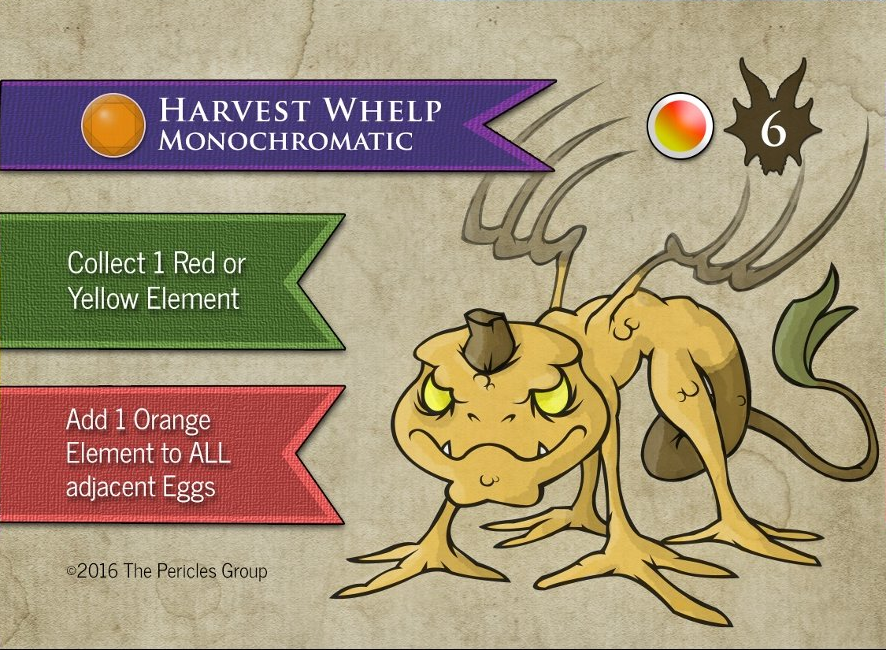 Harvest Whelp
Monochromatic
6
Collect 1 Red or
Yellow Element
Add 1 Orange
Element to ALL
adjacent Eggs
©2016 The Pericles Group